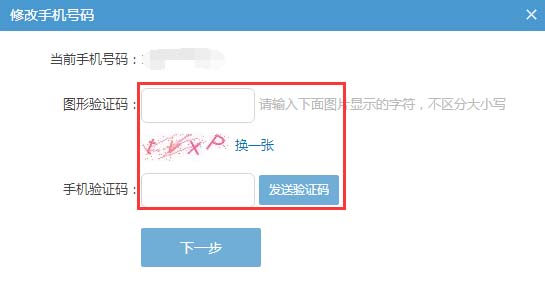 修改手机号码 ×
当前手机号码：
图形验证码： 请输入下面图片显示的字符，不区分大小写
换一张
手机验证码： 发送验证码
下一步